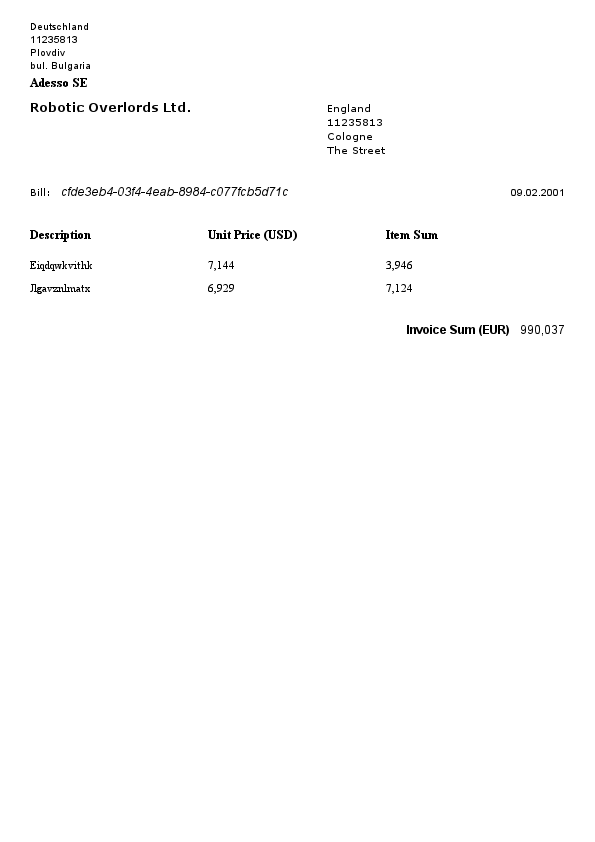 Deutschland
11235813
Plovdiv
bul. Bulgaria
Adesso SE
Robotic Overlords Ltd.
England
11235813
Cologne
The Street
Bill: cfde3eb4-03f4-4eab-8984-c077fcb5d71c 09.02.2001
Description Unit Price (USD) Item Sum
Eiqdqwkvithk 7,144 3,946
Jlgavznlmatx 6,929 7,124
Invoice Sum (EUR) 990,037